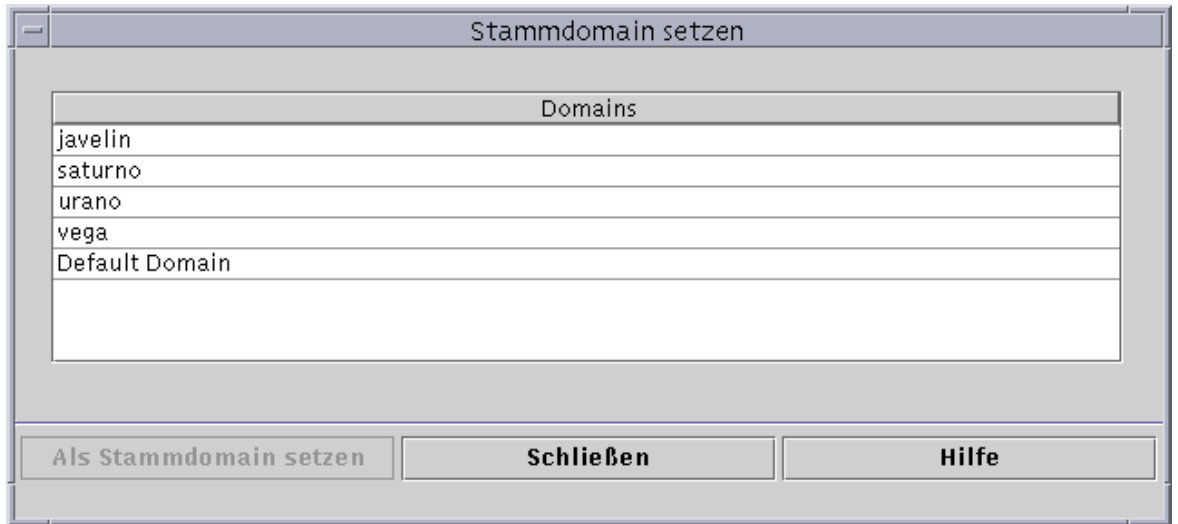 Stammdomain setzen
Domains
javelin
saturno
urano
vega
Default Domain
Als Stammdomain setzen Schließen Hilfe